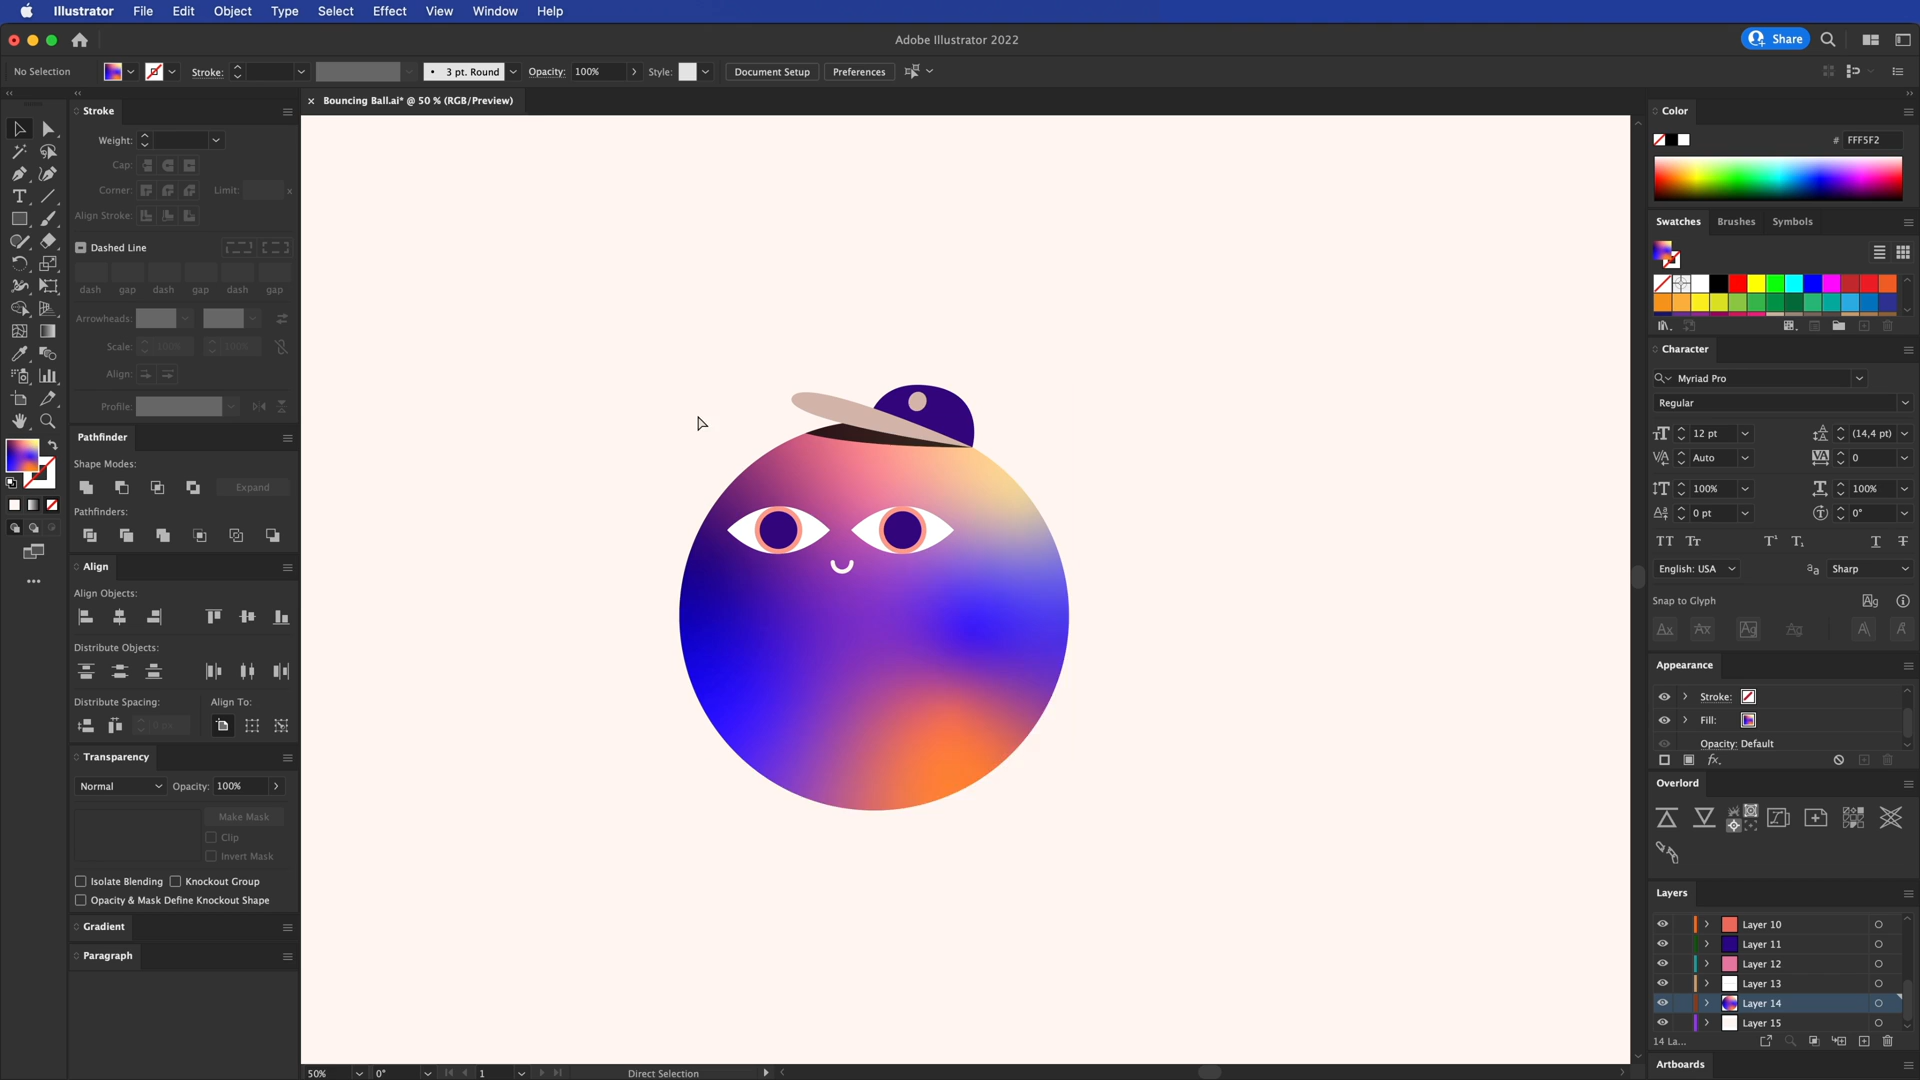 Illustrator File Edit Object Type Select Effect View Window Help
Adobe Illustrator 2022
Share
No Selection
Stroke:
3 pt. Round
Opacity: 100%
Style:
Document Setup
Preferences
Bouncing Ball.ai* @ 50 % (RGB/Preview)
Stroke
Weight:
Cap:
Corner:
Limit:
x
Align Stroke:
Dashed Line
dash gap dash gap dash gap
Arrowheads:
Scale: 100% 100%
Align:
Profile:
Pathfinder
Shape Modes:
Expand
Pathfinders:
Align
Align Objects:
Distribute Objects:
Distribute Spacing:
Align To:
0 px
Transparency
Normal
Opacity: 100%
Make Mask
Clip
Invert Mask
Isolate Blending
Knockout Group
Opacity & Mask Define Knockout Shape
Gradient
Paragraph
50%
0°
1
Direct Selection
Color
# FFF5F2
Swatches Brushes Symbols
Character
Myriad Pro
Regular
12 pt
(14,4 pt)
Auto
0
100%
100%
0 pt
0°
English: USA
Sharp
Snap to Glyph
Appearance
Stroke:
Fill:
Opacity: Default
fx.
Overlord
Layers
Layer 10
Layer 11
Layer 12
Layer 13
Layer 14
Layer 15
14 La...
Artboards